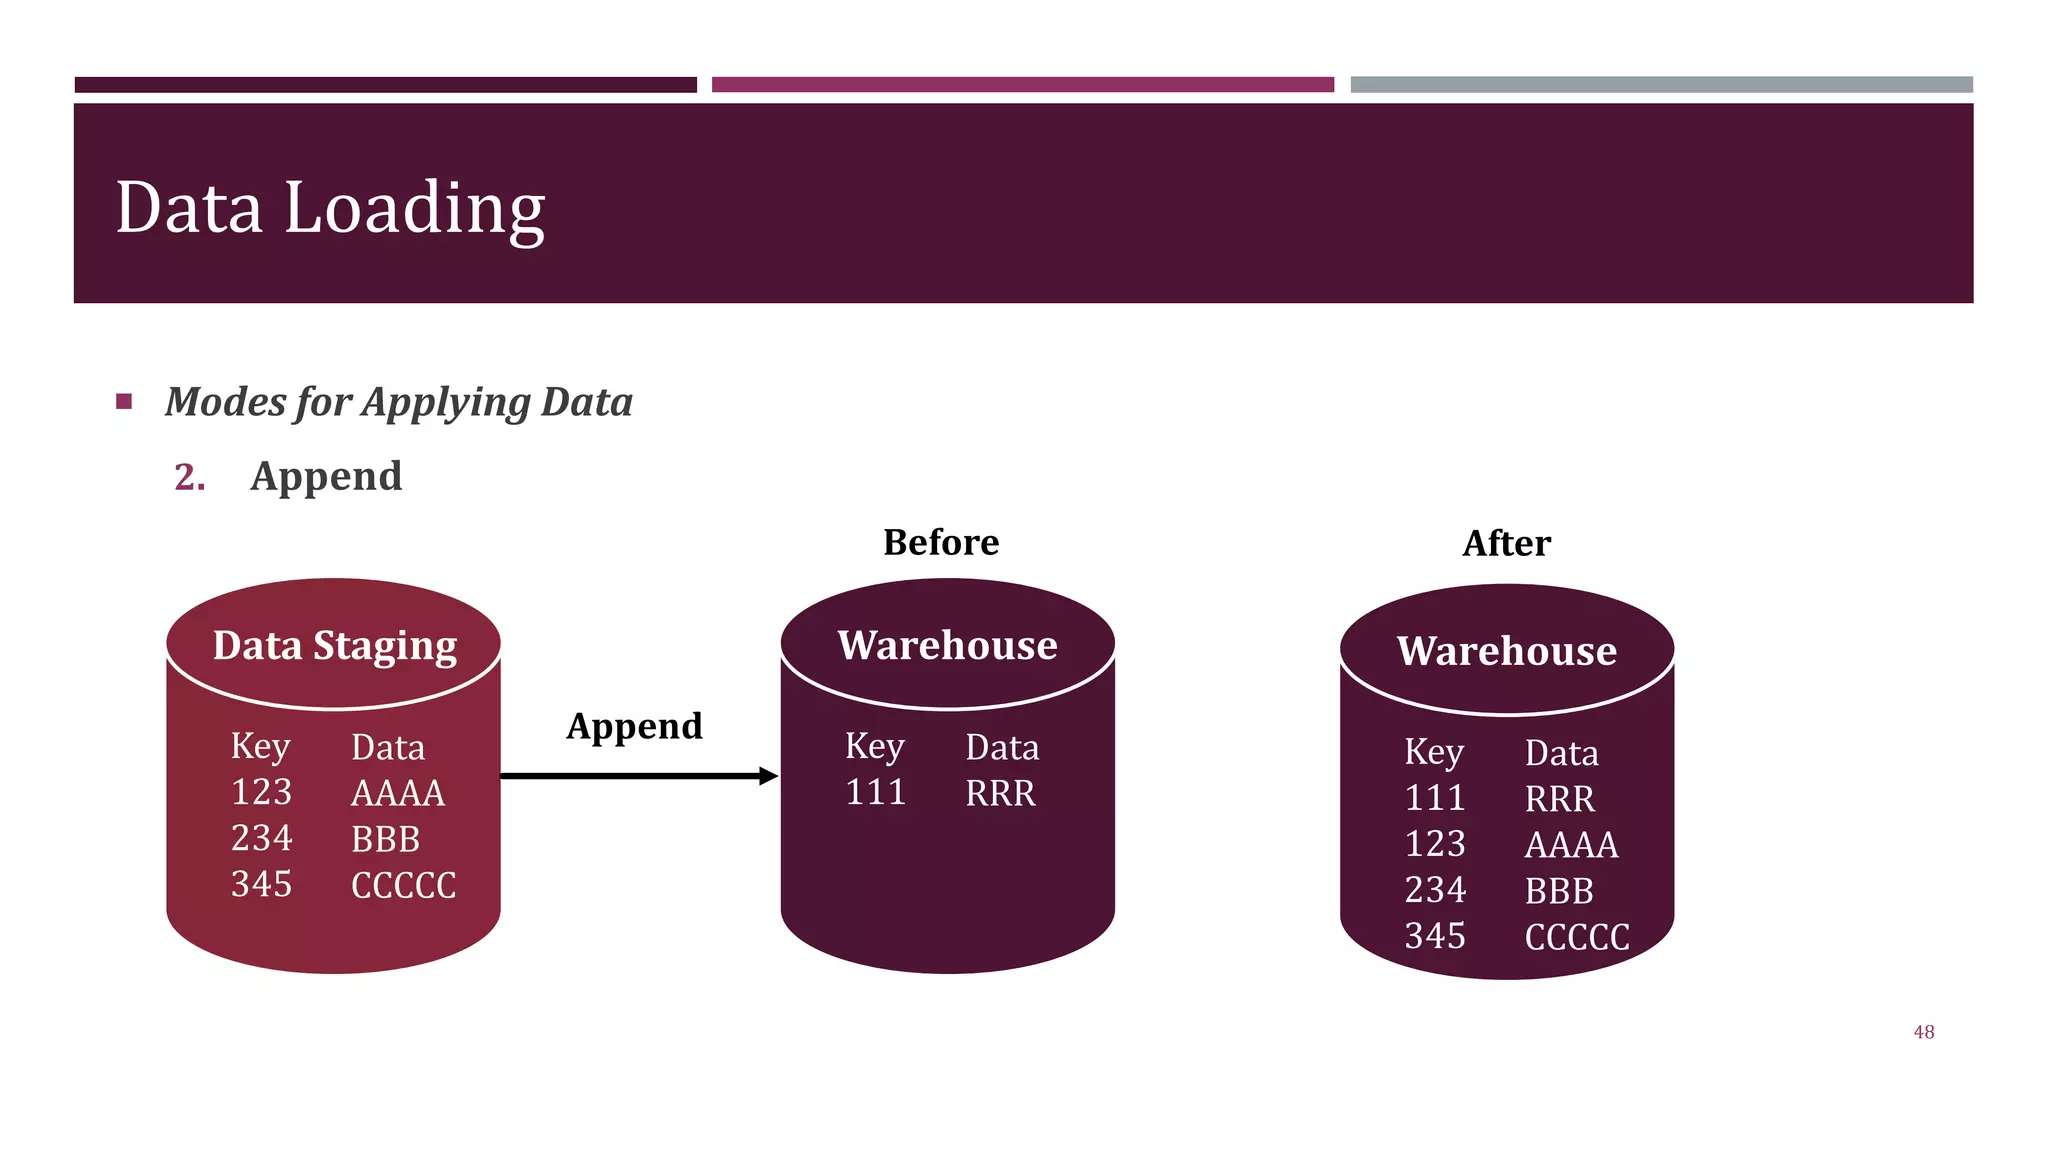 Data Loading
Modes for Applying Data
2. Append
Before
After
Data Staging
Key Data
123 AAAA
234 BBB
345 CCCCC
Append
Warehouse
Key Data
111 RRR
Warehouse
Key Data
111 RRR
123 AAAA
234 BBB
345 CCCCC
48